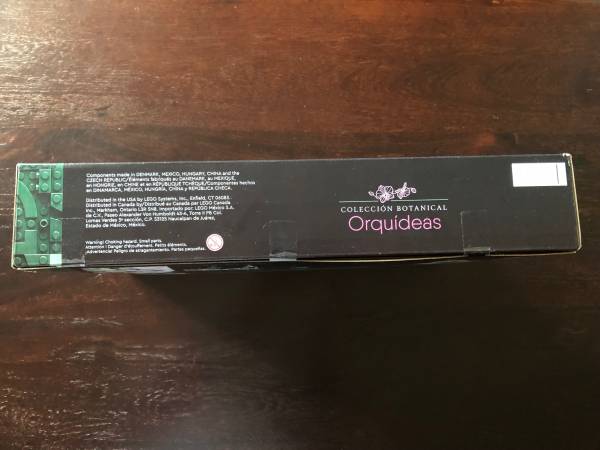 Components made in DENMARK, MEXICO, HUNGARY, CHINA and the
CZECH REPUBLIC/Éléments fabriqués au DANEMARK, au MEXIQUE,
en HONGRIE, en CHINE et en RÉPUBLIQUE TCHÈQUE/Componentes hechos
en DINAMARCA, MÉXICO, HUNGRÍA, CHINA y REPÚBLICA CHECA.
Distributed in the USA by LEGO Systems, Inc., Enfield, CT 06083.
Distributed in Canada by/Distribué au Canada par LEGO Canada
Inc., Markham, Ontario L3R 5N8. Importado por: LEGO México S.A.
de C.V., Paseo Alexander Von Humboldt 43-A, Torre II PB Col.
Lomas Verdes 3ª sección, C.P. 53125 Naucalpan de Juárez,
Estado de México, México.
Warning! Choking hazard. Small parts.
Attention ! Danger d'étouffement. Petits éléments.
¡Advertencia! Peligro de atragantamiento. Partes pequeñas.
COLECCIÓN BOTANICAL
Orquídeas